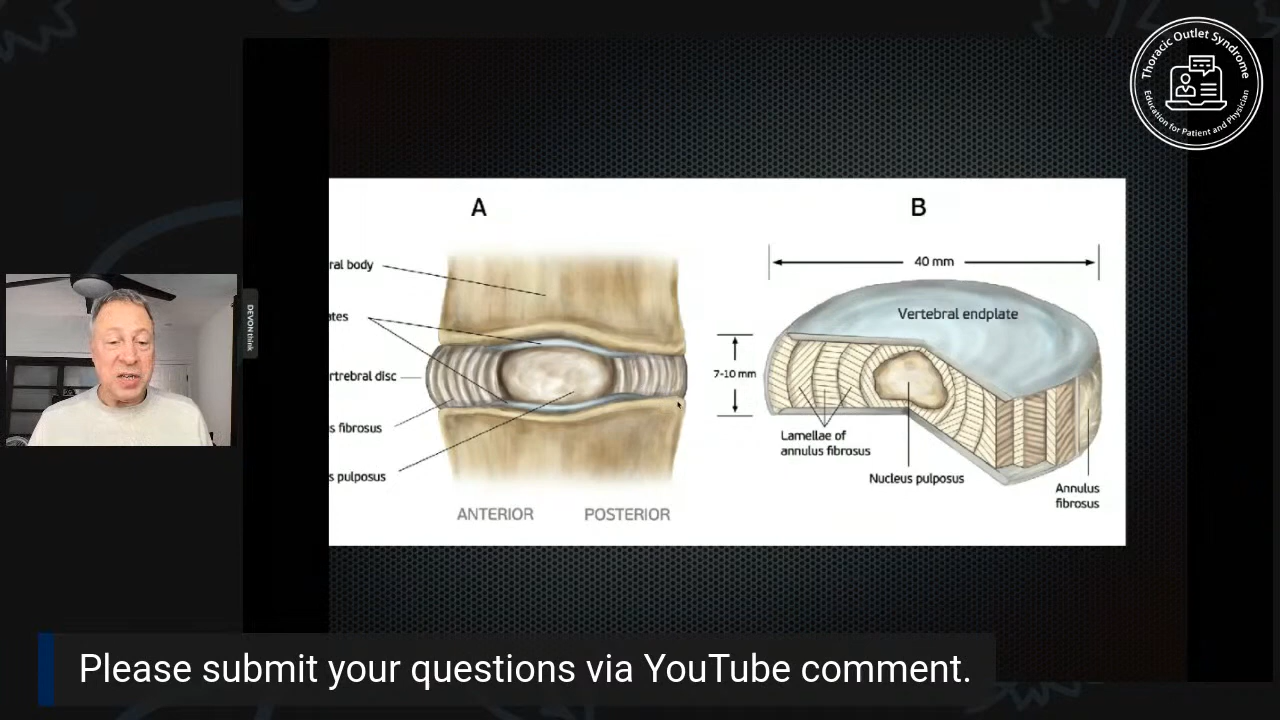 Thoracic Outlet Syndrome
Education for Patient and Physician
A
B
ral body
ates
rtrebral disc
s fibrosus
s pulposus
ANTERIOR
POSTERIOR
40 mm
Vertebral endplate
7-10 mm
Lamellae of
annulus fibrosus
Nucleus pulposus
Annulus
fibrosus
DEVONthink
Please submit your questions via YouTube comment.